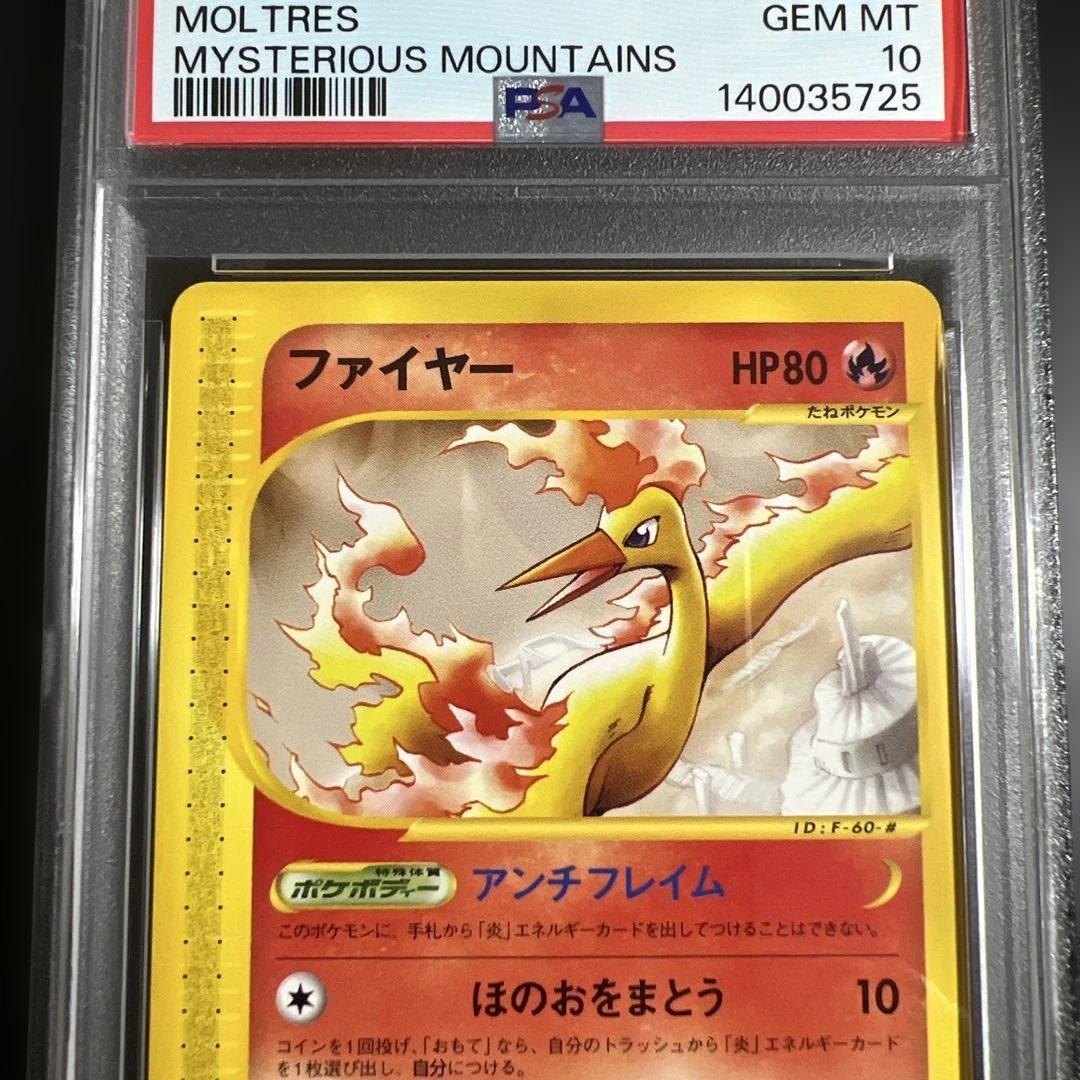 MOLTRES GEM MT
MYSTERIOUS MOUNTAINS 10
PSA 140035725
ファイヤー HP80
たねポケモン
ID:F-60-#
特殊体質
ポケボディー アンチフレイム
このポケモンに、手札から「炎」エネルギーカードを出してつけることはできない。
ほのおをまとう 10
コインを1回投げ、「おもて」なら、自分のトラッシュから「炎」エネルギーカード
を1枚選び出し、自分につける。